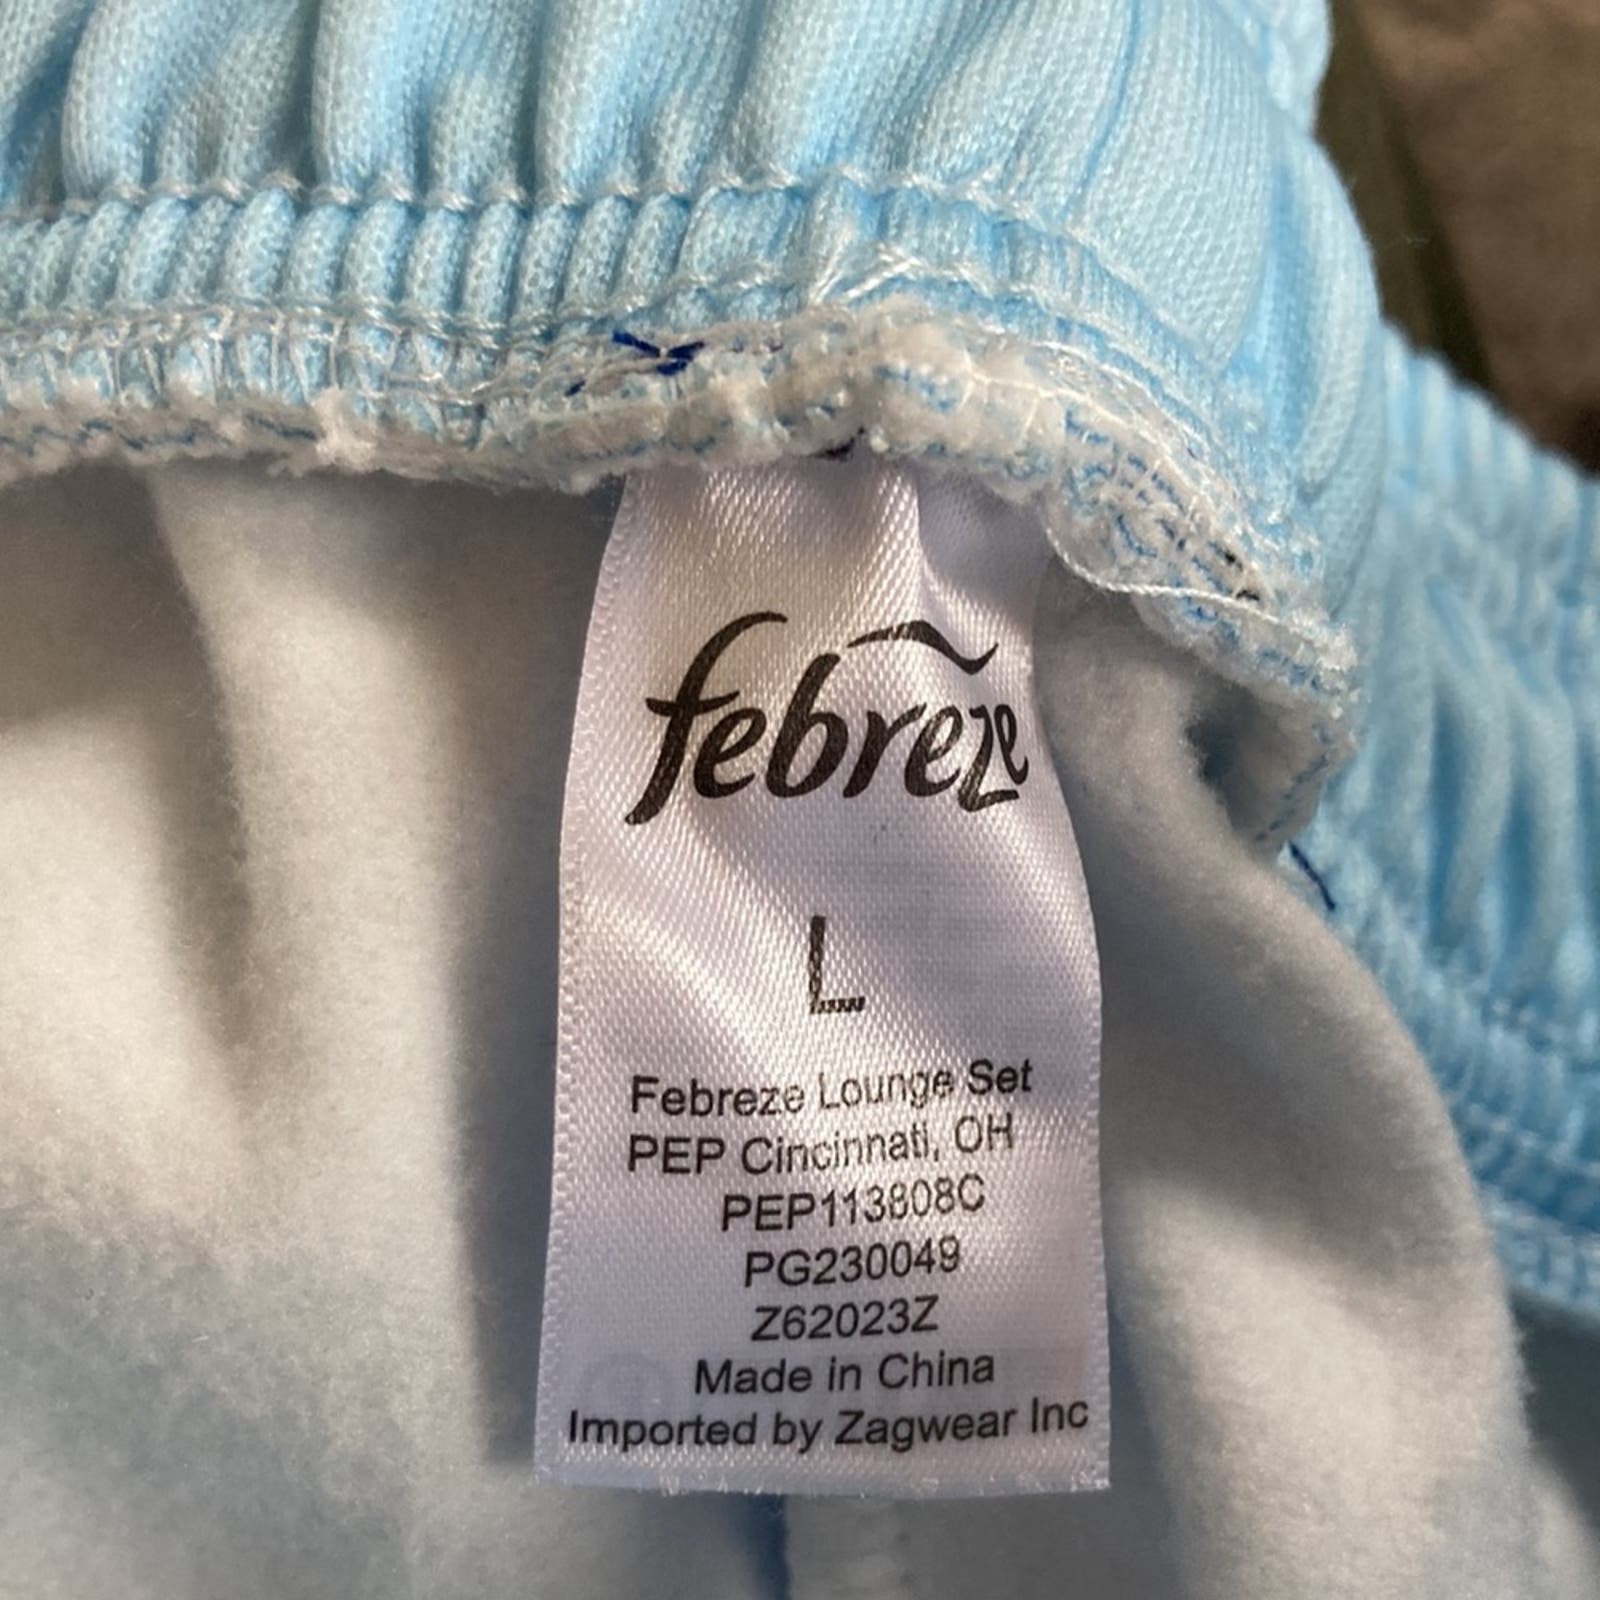 febreze
L
Febreze Lounge Set
PEP Cincinnati, OH
PEP113808C
PG230049
Z62023Z
Made in China
Imported by Zagwear Inc